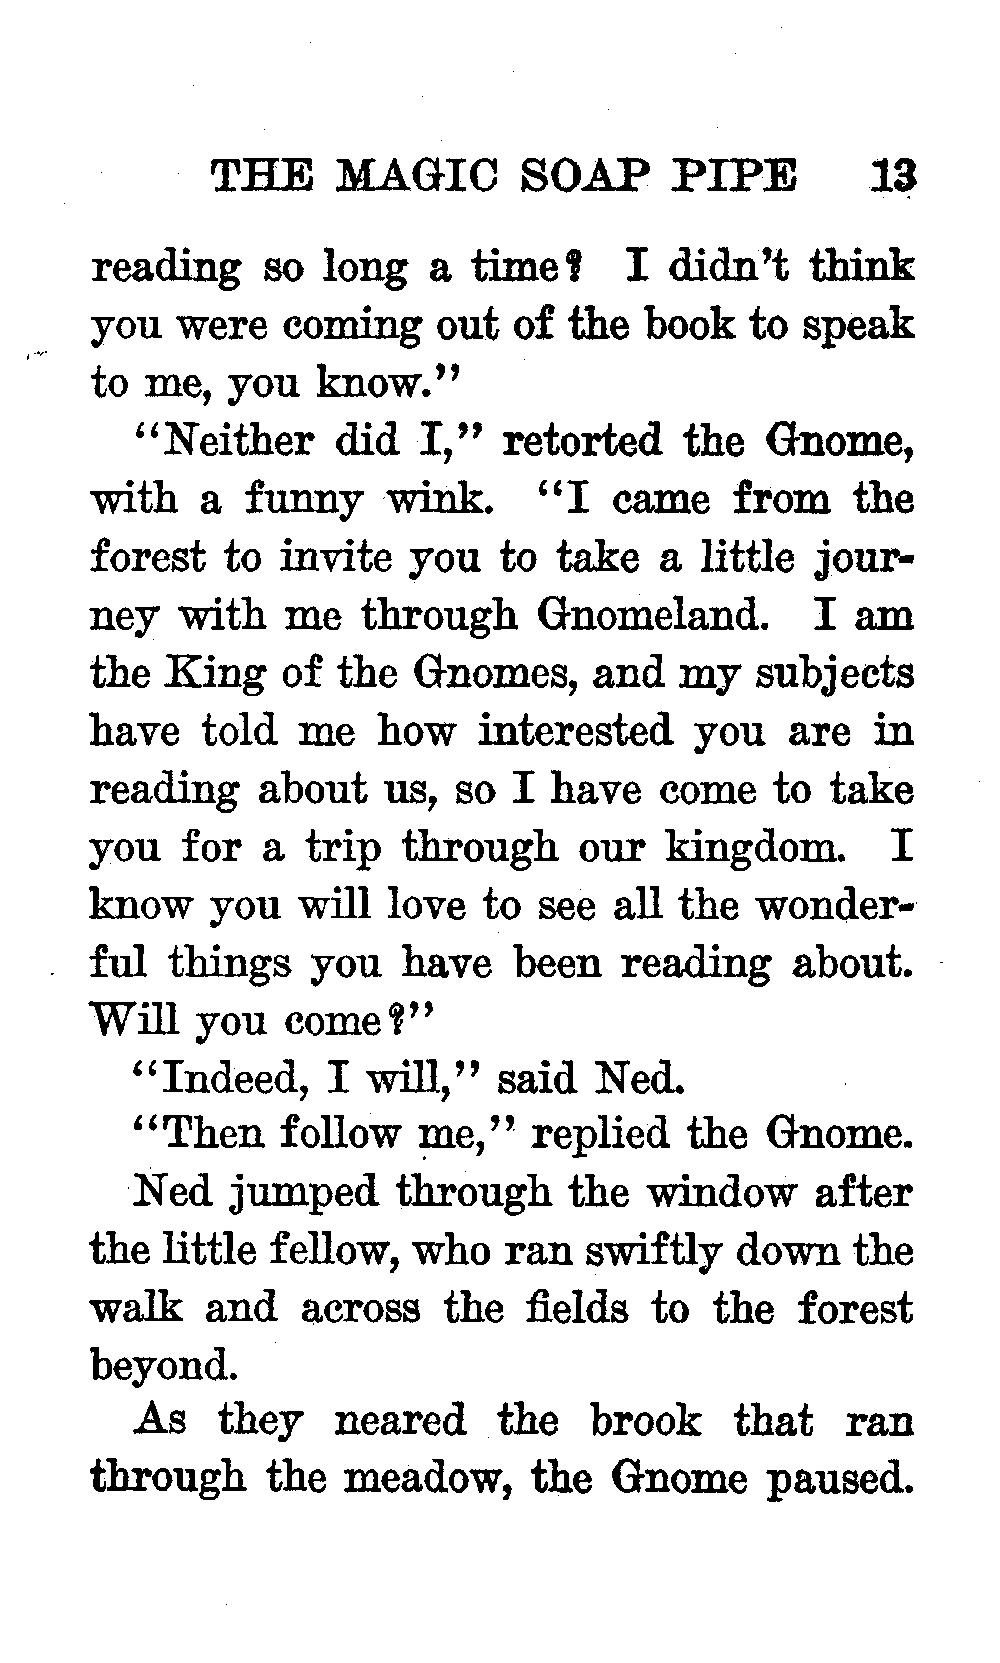 THE MAGIC SOAP PIPE 13
reading so long a time? I didn't think
you were coming out of the book to speak
to me, you know."
"Neither did I," retorted the Gnome,
with a funny wink. "I came from the
forest to invite you to take a little jour-
ney with me through Gnomeland. I am
the King of the Gnomes, and my subjects
have told me how interested you are in
reading about us, so I have come to take
you for a trip through our kingdom. I
know you will love to see all the wonder-
ful things you have been reading about.
Will you come?"
"Indeed, I will," said Ned.
"Then follow me," replied the Gnome.
Ned jumped through the window after
the little fellow, who ran swiftly down the
walk and across the fields to the forest
beyond.
As they neared the brook that ran
through the meadow, the Gnome paused.